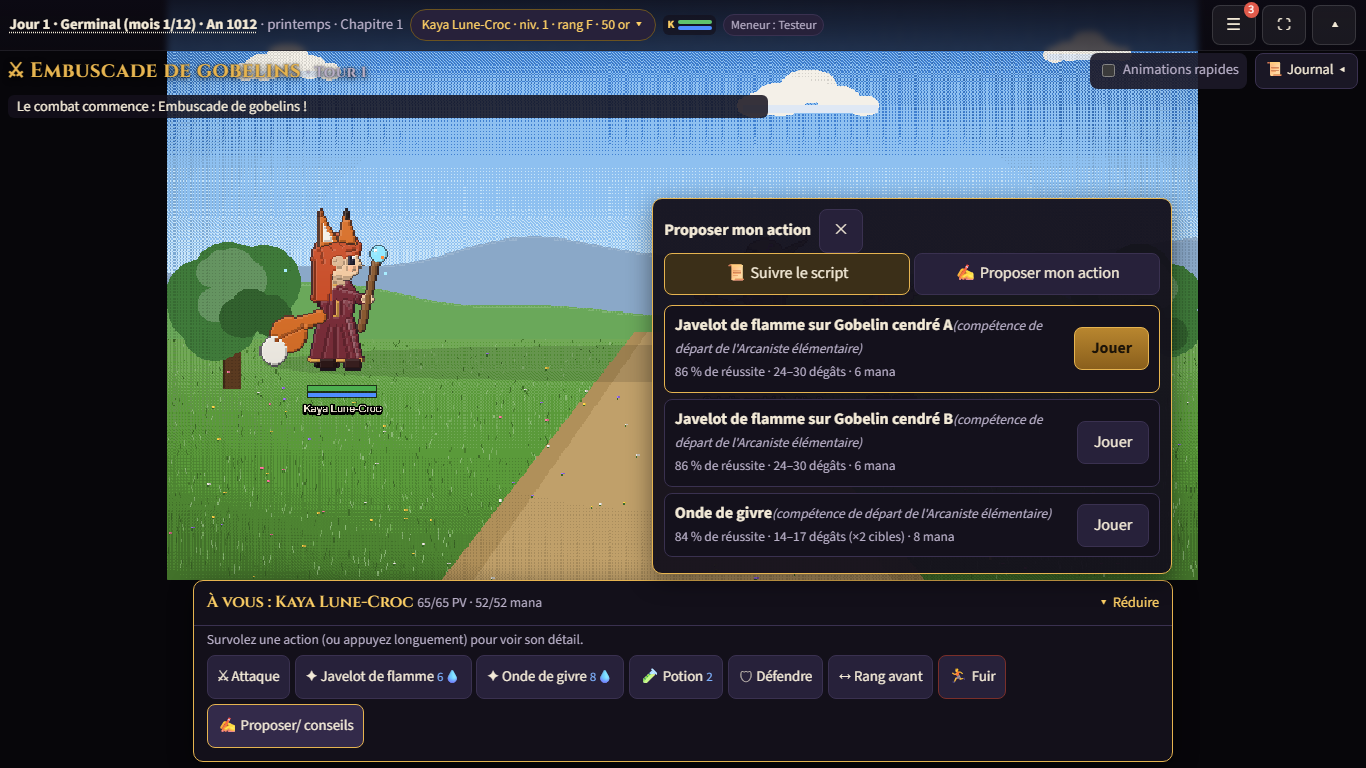 Jour 1 · Germinal (mois 1/12) · An 1012 · printemps · Chapitre 1
Kaya Lune-Croc · niv. 1 · rang F · 50 or ▾
K
Meneur : Testeur
3
⚔ Embuscade de gobelins · Tour 1
Animations rapides
📜 Journal ◂
Le combat commence : Embuscade de gobelins !
Proposer mon action
📜 Suivre le script
✍ Proposer mon action
Javelot de flamme sur Gobelin cendré A(compétence de
départ de l'Arcaniste élémentaire)
86 % de réussite · 24–30 dégâts · 6 mana
Jouer
Javelot de flamme sur Gobelin cendré B(compétence de
départ de l'Arcaniste élémentaire)
86 % de réussite · 24–30 dégâts · 6 mana
Jouer
Onde de givre(compétence de départ de l'Arcaniste élémentaire)
84 % de réussite · 14–17 dégâts (×2 cibles) · 8 mana
Jouer
Kaya Lune-Croc
À vous : Kaya Lune-Croc 65/65 PV · 52/52 mana
▾ Réduire
Survolez une action (ou appuyez longuement) pour voir son détail.
⚔ Attaque
✦ Javelot de flamme 6 💧
✦ Onde de givre 8 💧
🧪 Potion 2
🛡 Défendre
↔ Rang avant
🏃 Fuir
✍ Proposer/ conseils